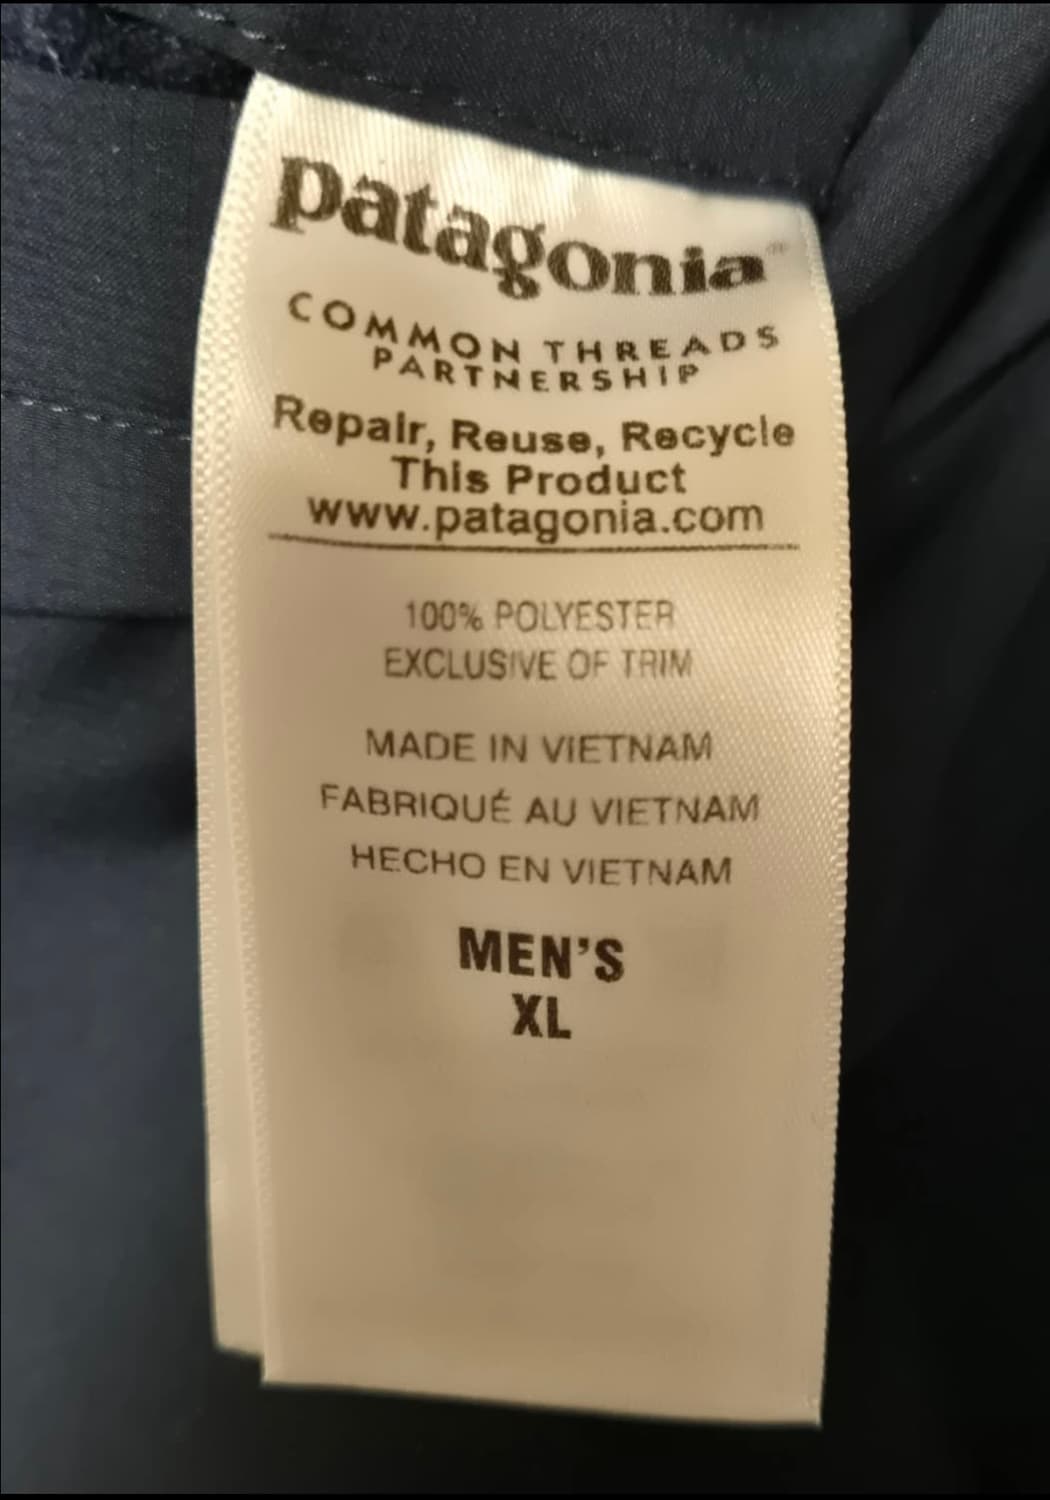 patagonia™
COMMON THREADS
PARTNERSHIP
Repair, Reuse, Recycle
This Product
www.patagonia.com
100% POLYESTER
EXCLUSIVE OF TRIM
MADE IN VIETNAM
FABRIQUÉ AU VIETNAM
HECHO EN VIETNAM
MEN'S
XL